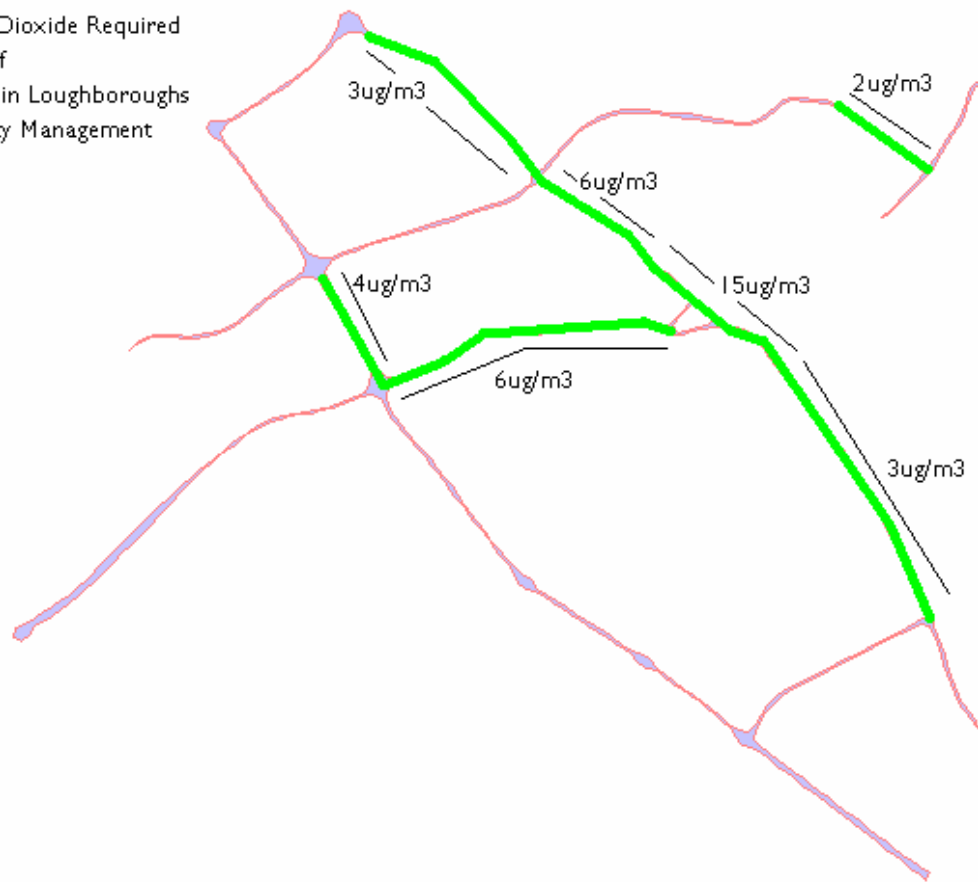 Dioxide Required
f
in Loughboroughs
ty Management
2ug/m3
3ug/m3
6ug/m3
4ug/m3
15ug/m3
6ug/m3
3ug/m3